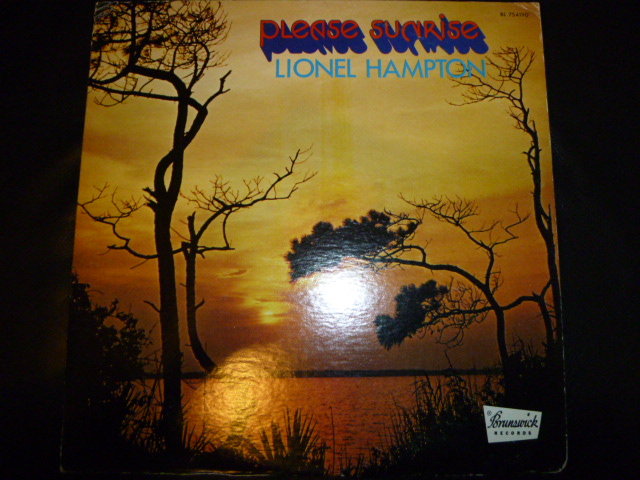 PLEASE SUNRISE
LIONEL HAMPTON
Brunswick
RECORDS